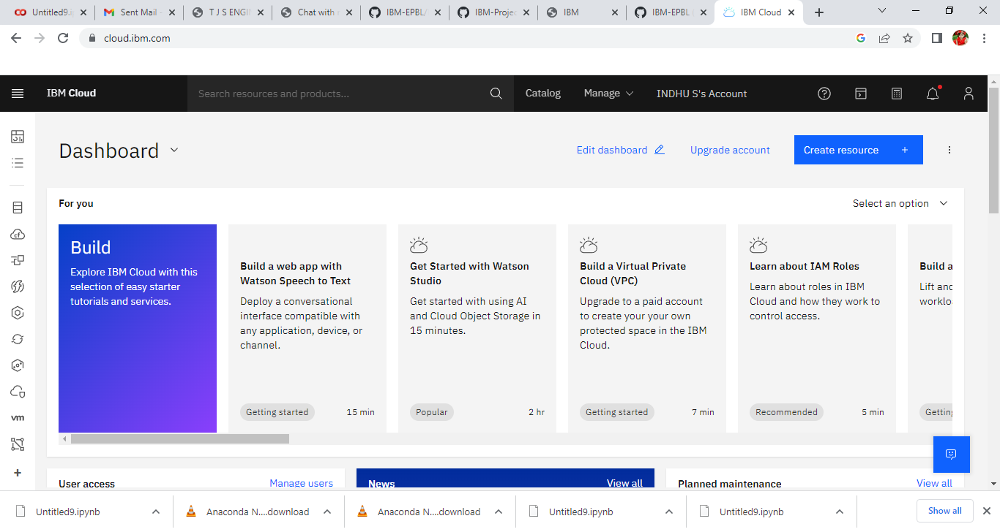 Untitled9.ip
Sent Mail -
T J S ENGI
Chat with
IBM-EPBL/
IBM-Projec
IBM
IBM-EPBL
IBM Cloud
cloud.ibm.com
IBM Cloud
Search resources and products...
Catalog
Manage
INDHU S's Account
Dashboard
Edit dashboard
Upgrade account
Create resource +
For you
Select an option
Build
Explore IBM Cloud with this
selection of easy starter
tutorials and services.
Build a web app with
Watson Speech to Text
Deploy a conversational
interface compatible with
any application, device, or
channel.
Getting started
15 min
Get Started with Watson
Studio
Get started with using AI
and Cloud Object Storage in
15 minutes.
Popular
2 hr
Build a Virtual Private
Cloud (VPC)
Upgrade to a paid account
to create your your own
protected space in the IBM
Cloud.
Getting started
7 min
Learn about IAM Roles
Learn about roles in IBM
Cloud and how they work to
control access.
Recommended
5 min
Build a
Lift and
worklo
Getting
vm
User access
Manage users
News
View all
Planned maintenance
View all
Untitled9.ipynb
Anaconda N....download
Anaconda N....download
Untitled9.ipynb
Untitled9.ipynb
Show all